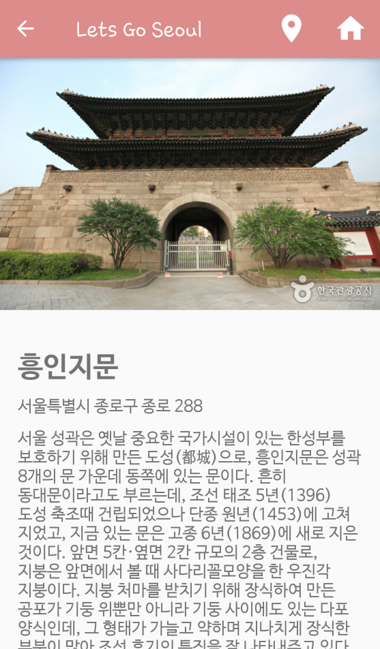 Lets Go Seoul
한국관광공사
흥인지문
서울특별시 종로구 종로 288
서울 성곽은 옛날 중요한 국가시설이 있는 한성부를
보호하기 위해 만든 도성(都城)으로, 흥인지문은 성곽
8개의 문 가운데 동쪽에 있는 문이다. 흔히
동대문이라고도 부르는데, 조선 태조 5년(1396)
도성 축조때 건립되었으나 단종 원년(1453)에 고쳐
지었고, 지금 있는 문은 고종 6년(1869)에 새로 지은
것이다. 앞면 5칸·옆면 2칸 규모의 2층 건물로,
지붕은 앞면에서 볼 때 사다리꼴모양을 한 우진각
지붕이다. 지붕 처마를 받치기 위해 장식하여 만든
공포가 기둥 위뿐만 아니라 기둥 사이에도 있는 다포
양식인데, 그 형태가 가늘고 약하며 지나치게 장식한
부분이 많아 조선 후기의 특징을 잘 나타내주고 있다